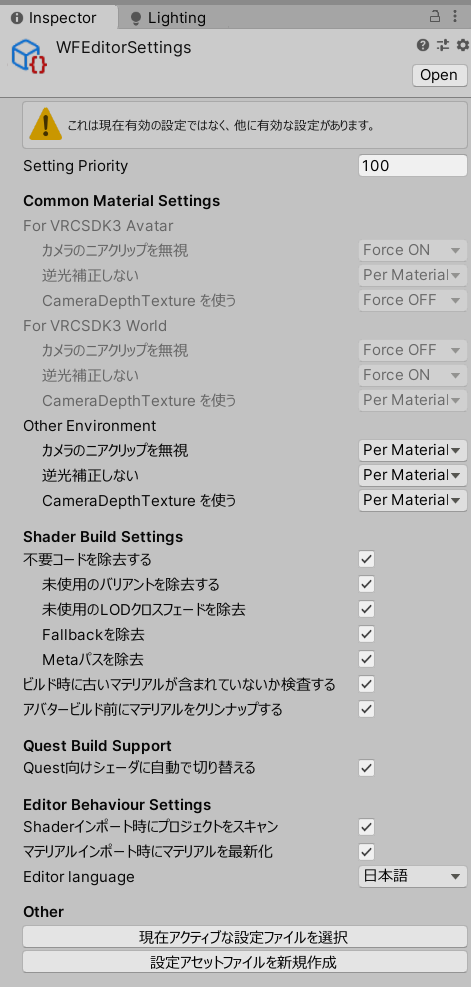 Inspector Lighting
WFEditorSettings
Open
これは現在有効の設定ではなく、他に有効な設定があります。
Setting Priority 100
Common Material Settings
For VRCSDK3 Avatar
カメラのニアクリップを無視 Force ON
逆光補正しない Per Material
CameraDepthTexture を使う Force OFF
For VRCSDK3 World
カメラのニアクリップを無視 Force OFF
逆光補正しない Force ON
CameraDepthTexture を使う Per Material
Other Environment
カメラのニアクリップを無視 Per Material
逆光補正しない Per Material
CameraDepthTexture を使う Per Material
Shader Build Settings
不要コードを除去する
未使用のバリアントを除去する
未使用のLODクロスフェードを除去
Fallbackを除去
Metaパスを除去
ビルド時に古いマテリアルが含まれていないか検査する
アバタービルド前にマテリアルをクリンナップする
Quest Build Support
Quest向けシェーダに自動で切り替える
Editor Behaviour Settings
Shaderインポート時にプロジェクトをスキャン
マテリアルインポート時にマテリアルを最新化
Editor language 日本語
Other
現在アクティブな設定ファイルを選択
設定アセットファイルを新規作成